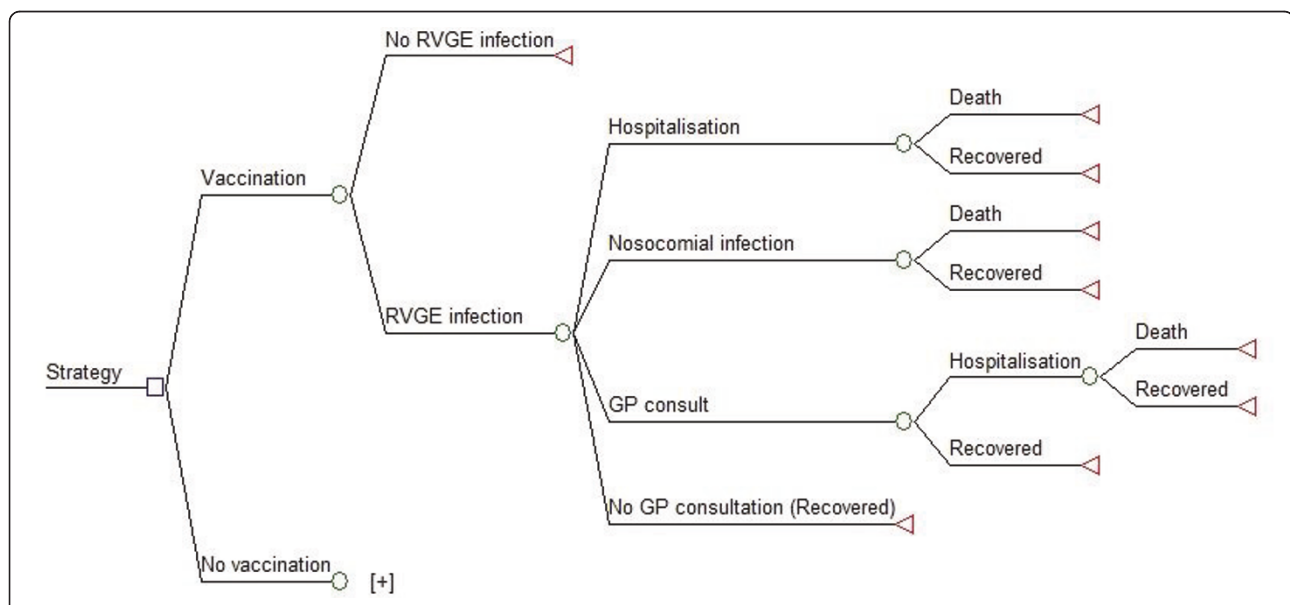 No RVGE infection
Death
Hospitalisation
Recovered
Vaccination
Death
Nosocomial infection
Recovered
RVGE infection
Death
Hospitalisation
Strategy
Recovered
GP consult
Recovered
No GP consultation (Recovered)
No vaccination
[+]